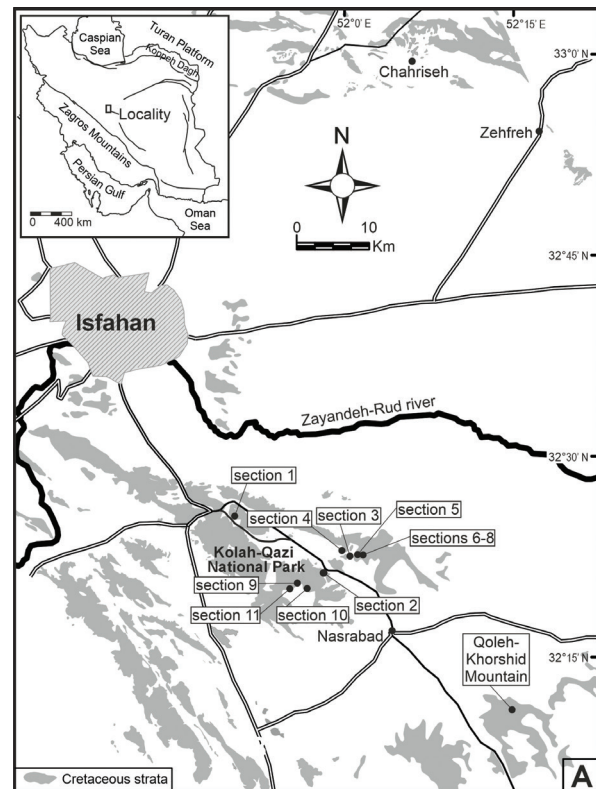 52°0´ E
52°15´
Caspian
Sea
Turan Platform
Koppeh Dagh
Locality
Zagros Mountains
Persian Gulf
Oman
Sea
0 400 km
33°0´ N
Chahriseh
Zehfreh
N
0 10
Km
32°45´
Isfahan
Zayandeh-Rud river
32°30´
section 1
section 4
section 3
section 5
sections 6-8
Kolah-Qazi
National Park
section 9
section 11
section 10
section 2
Nasrabad
32°15´
Qoleh-
Khorshid
Mountain
Cretaceous strata
A